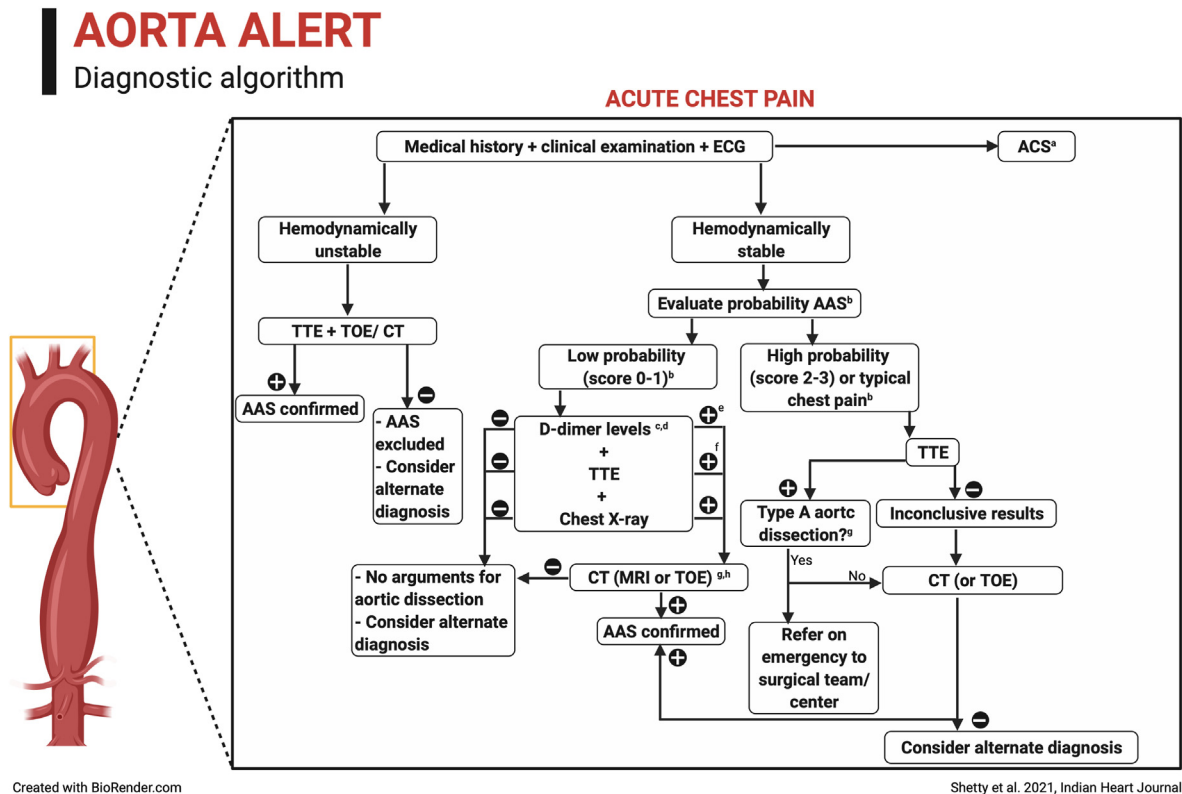 AORTA ALERT
Diagnostic algorithm
ACUTE CHEST PAIN
Medical history + clinical examination + ECG
ACSa
Hemodynamically
unstable
Hemodynamically
stable
Evaluate probability AASb
TTE + TOE/ CT
Low probability
(score 0-1)b
High probability
(score 2-3) or typical
chest painb
+
−
AAS confirmed
- AAS
excluded
- Consider
alternate
diagnosis
−
−
−
D-dimer levels c,d
+
TTE
+
Chest X-ray
+e
+f
+
TTE
+
−
Type A aortc
dissection?g
Inconclusive results
Yes
No
- No arguments for
aortic dissection
- Consider alternate
diagnosis
−
CT (MRI or TOE) g,h
CT (or TOE)
+
AAS confirmed
+
Refer on
emergency to
surgical team/
center
−
Consider alternate diagnosis
Created with BioRender.com
Shetty et al. 2021, Indian Heart Journal